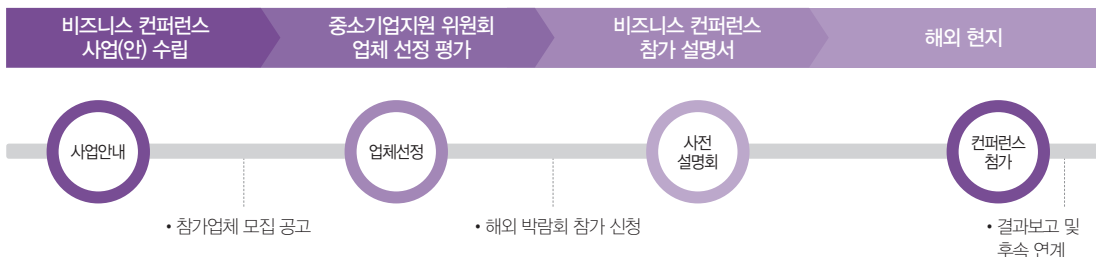 비즈니스 컨퍼런스
사업(안) 수립
중소기업지원 위원회
업체 선정 평가
비즈니스 컨퍼런스
참가 설명서
해외 현지
사업안내
업체선정
사전
설명회
컨퍼런스
참가
• 참가업체 모집 공고
• 해외 박람회 참가 신청
• 결과보고 및
후속 연계